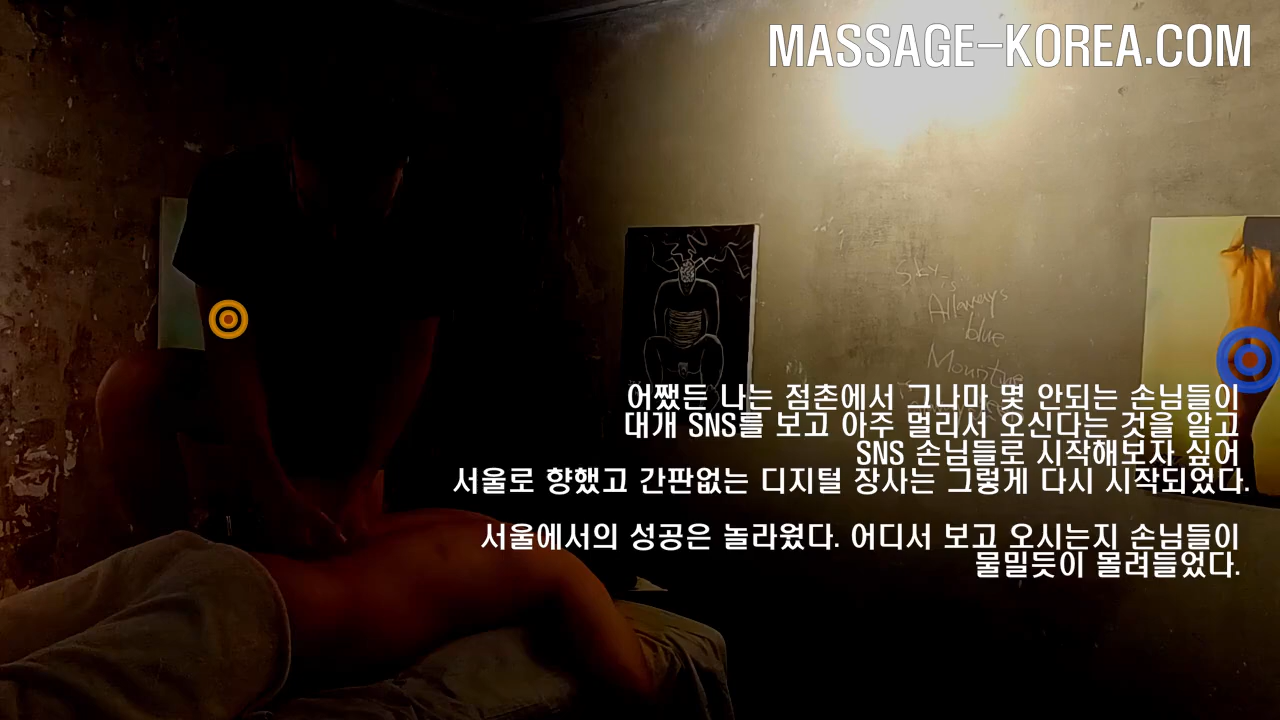 MASSAGE-KOREA.COM
Sky is
Allaways
blue
어쨌든 나는 점촌에서 그나마 몇 안되는 손님들이
대개 SNS를 보고 아주 멀리서 오신다는 것을 알고
SNS 손님들로 시작해보자 싶어
서울로 향했고 간판없는 디지털 장사는 그렇게 다시 시작되었다.
서울에서의 성공은 놀라웠다. 어디서 보고 오시는지 손님들이
물밀듯이 몰려들었다.